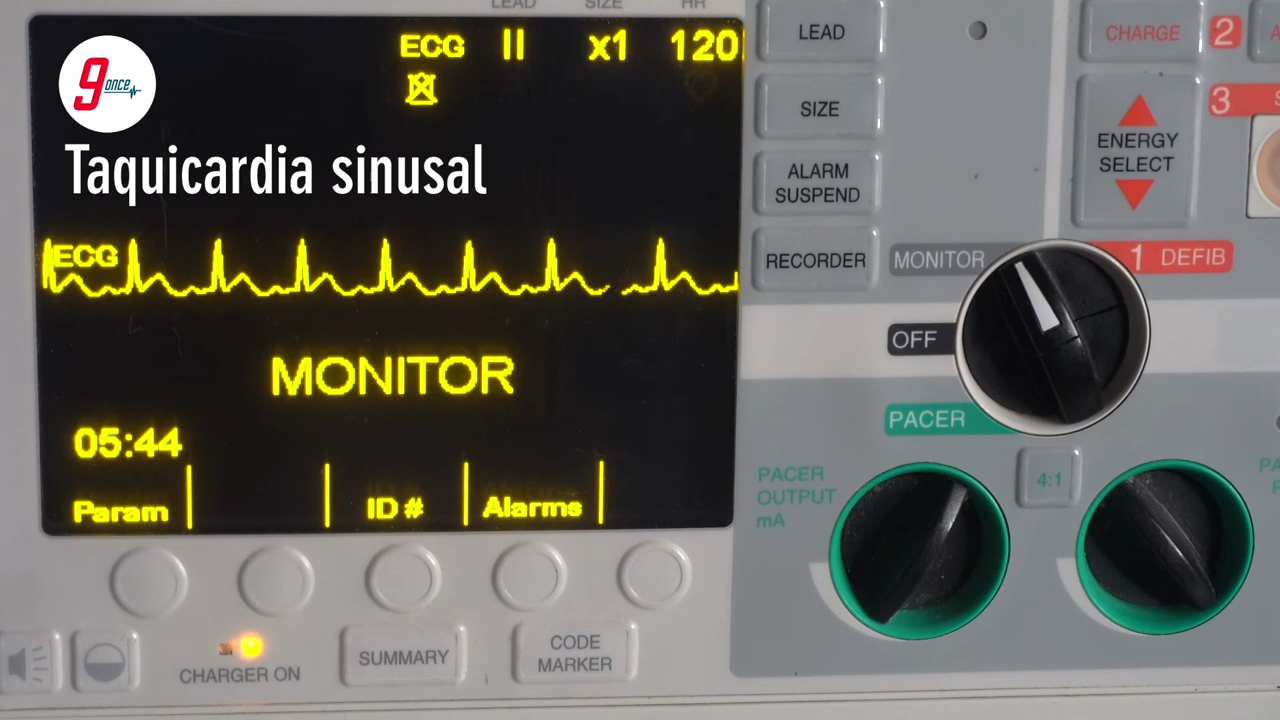 LEAD SIZE HR
ECG II x1 120
9once
Taquicardia sinusal
ECG
MONITOR
05:44
Param ID # Alarms
CHARGER ON
SUMMARY
CODE
MARKER
LEAD
SIZE
ALARM
SUSPEND
RECORDER
CHARGE 2
3
ENERGY
SELECT
MONITOR
1 DEFIB
OFF
PACER
PACER
OUTPUT
mA
4:1